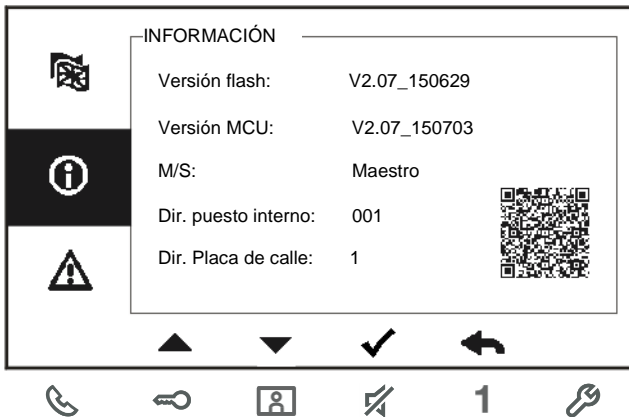 INFORMACIÓN
Versión flash: V2.07_150629
Versión MCU: V2.07_150703
M/S: Maestro
Dir. puesto interno: 001
Dir. Placa de calle: 1
1